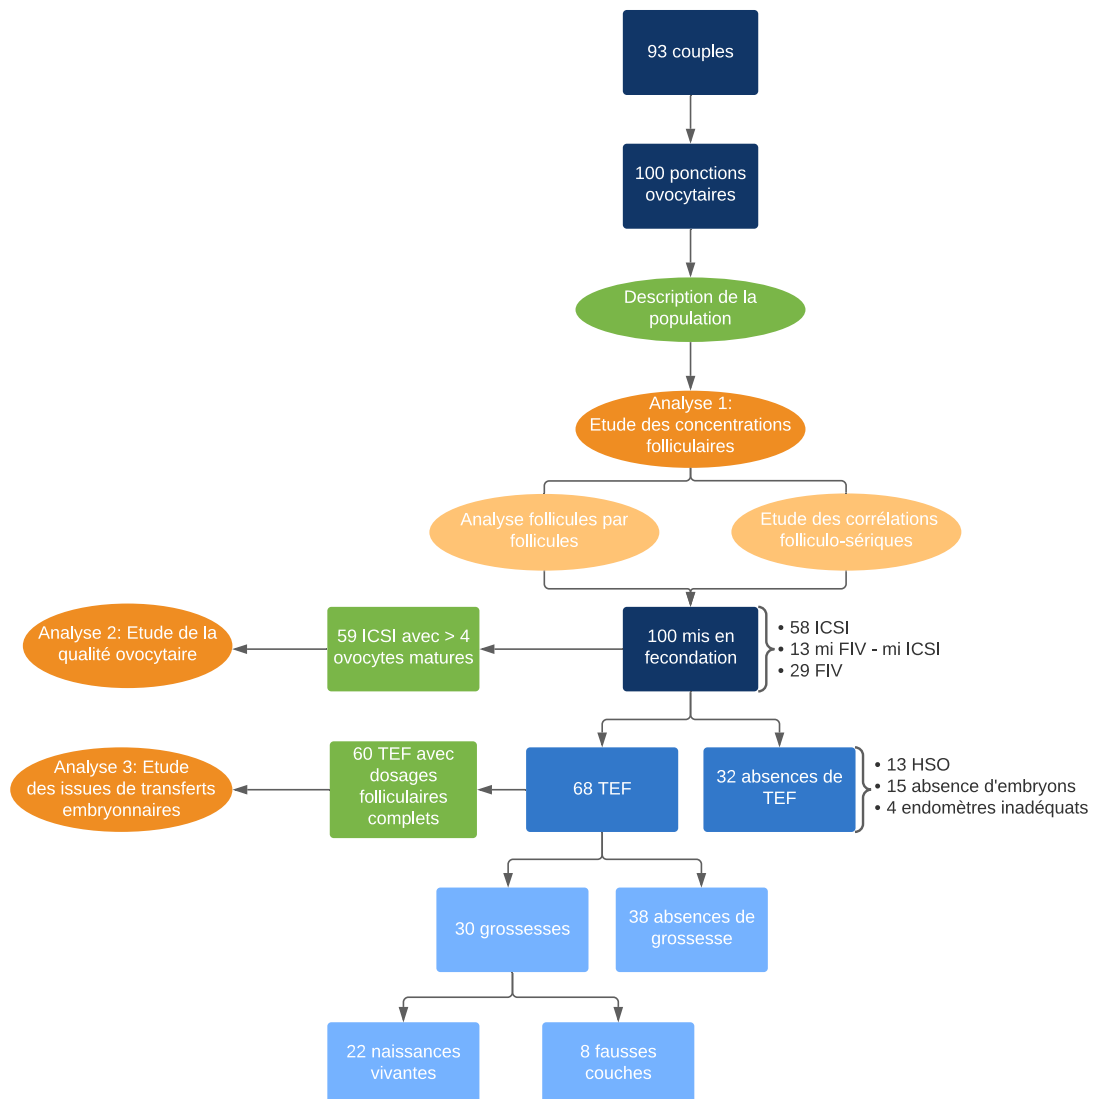 93 couples
100 ponctions
ovocytaires
Description de la
population
Analyse 1:
Etude des concentrations
folliculaires
Analyse follicules par
follicules
Etude des corrélations
folliculo-sériques
Analyse 2: Etude de la
qualité ovocytaire
59 ICSI avec > 4
ovocytes matures
100 mis en
fecondation
• 58 ICSI
• 13 mi FIV - mi ICSI
• 29 FIV
Analyse 3: Etude
des issues de transferts
embryonnaires
60 TEF avec
dosages
folliculaires
complets
68 TEF
32 absences de
TEF
• 13 HSO
• 15 absence d'embryons
• 4 endomètres inadéquats
30 grossesses
38 absences de
grossesse
22 naissances
vivantes
8 fausses
couches